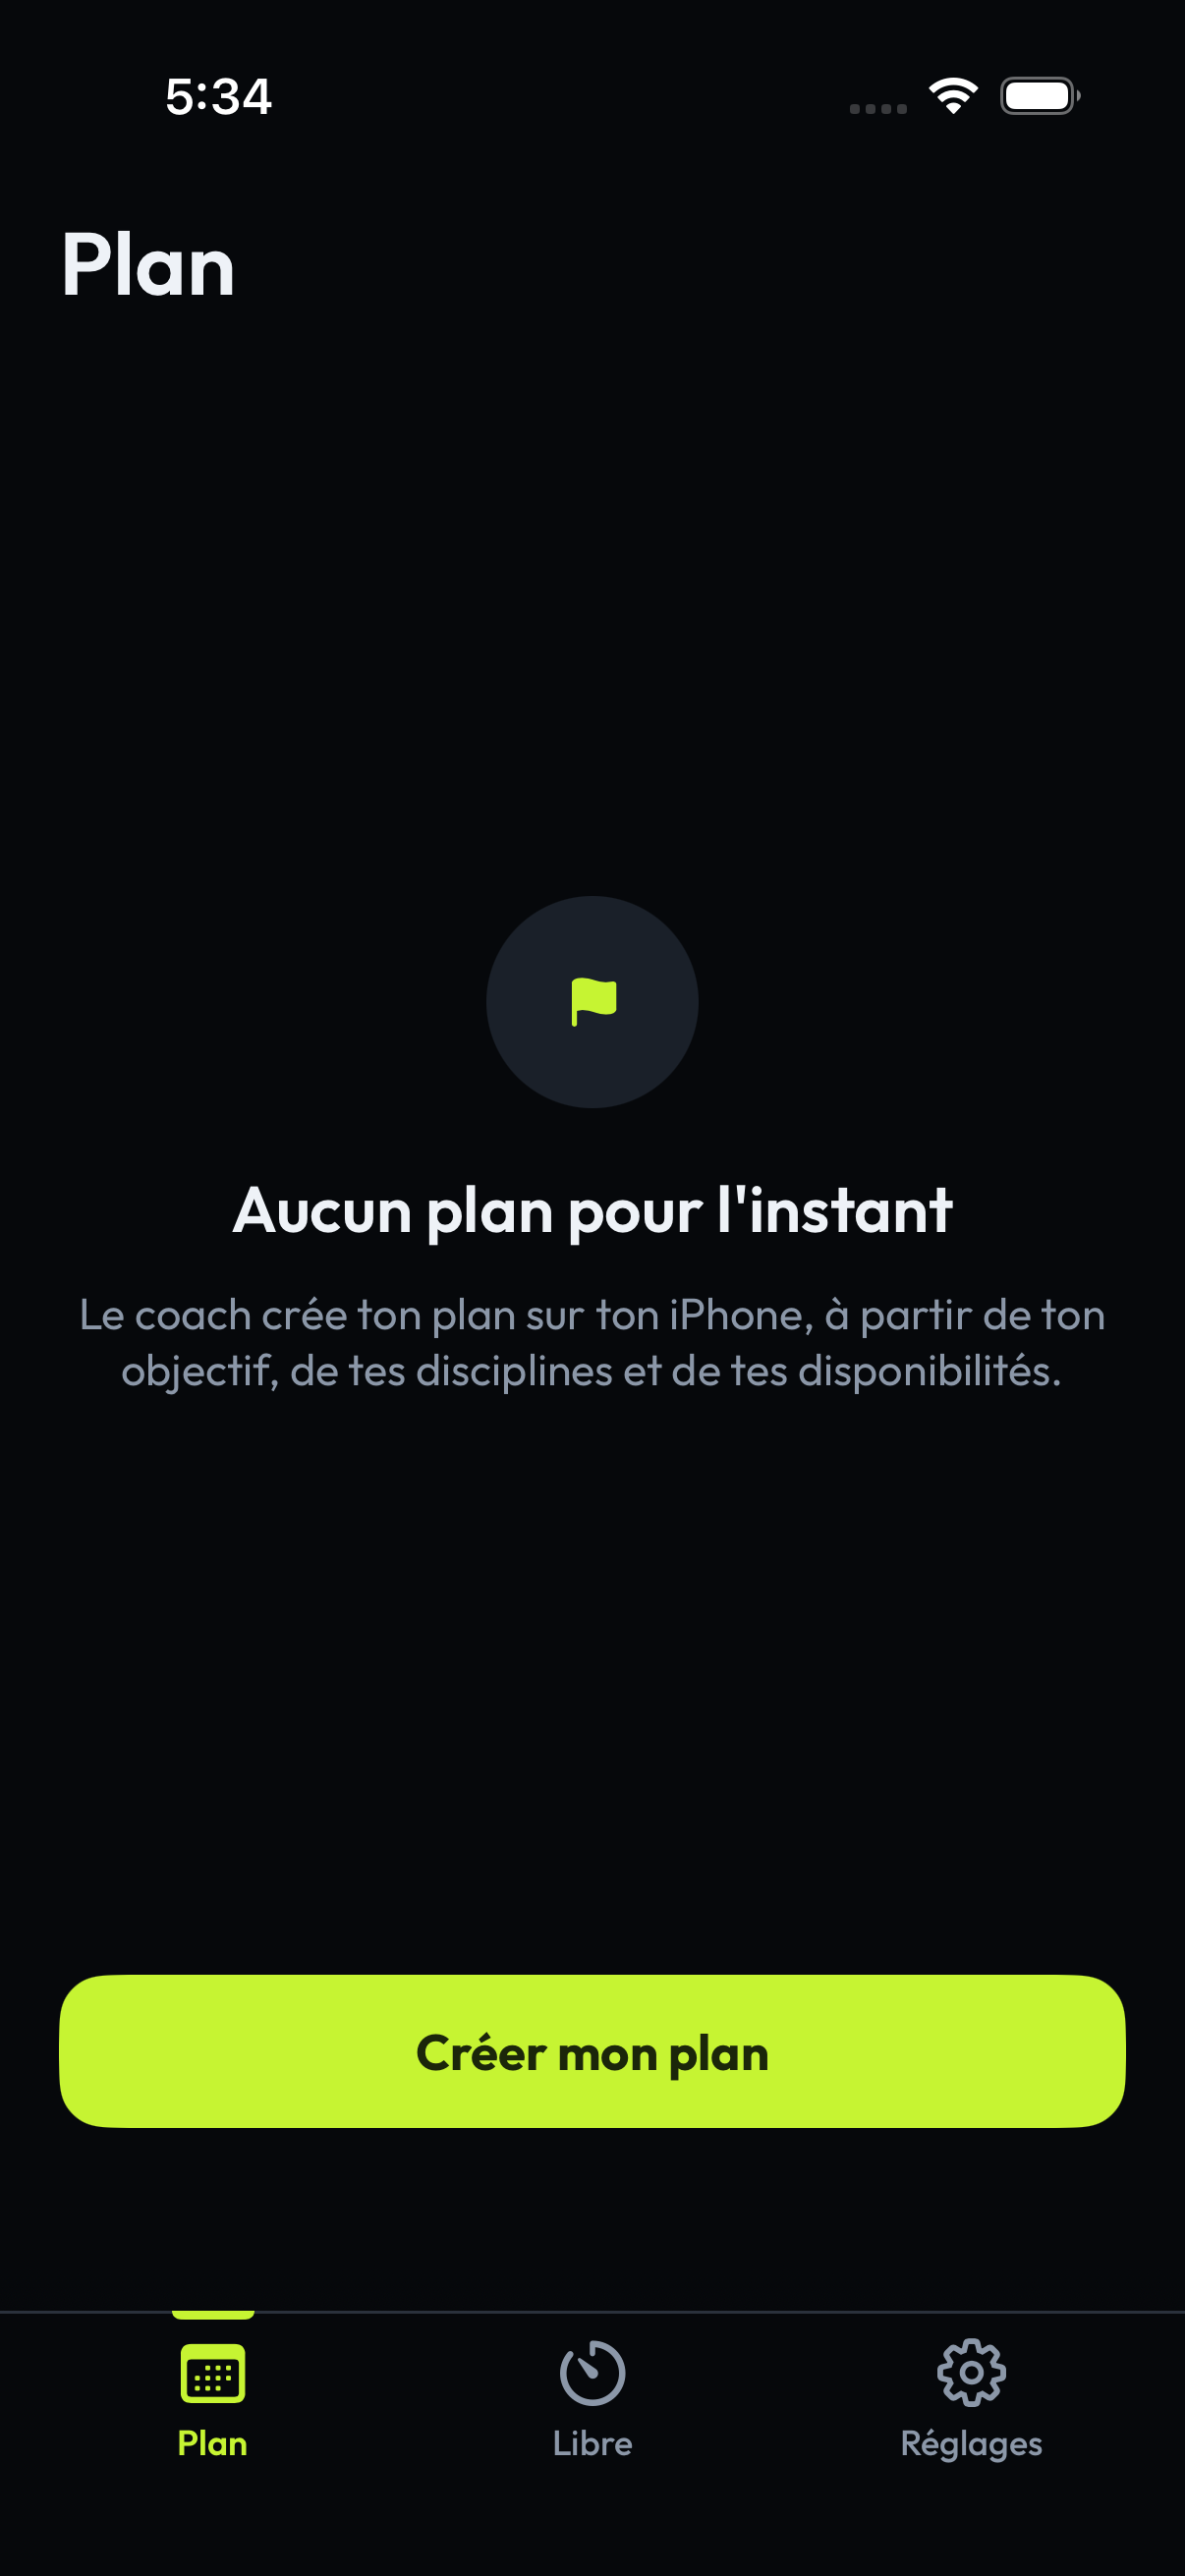 5:34
Plan
Aucun plan pour l'instant
Le coach crée ton plan sur ton iPhone, à partir de ton
objectif, de tes disciplines et de tes disponibilités.
Créer mon plan
Plan
Libre
Réglages